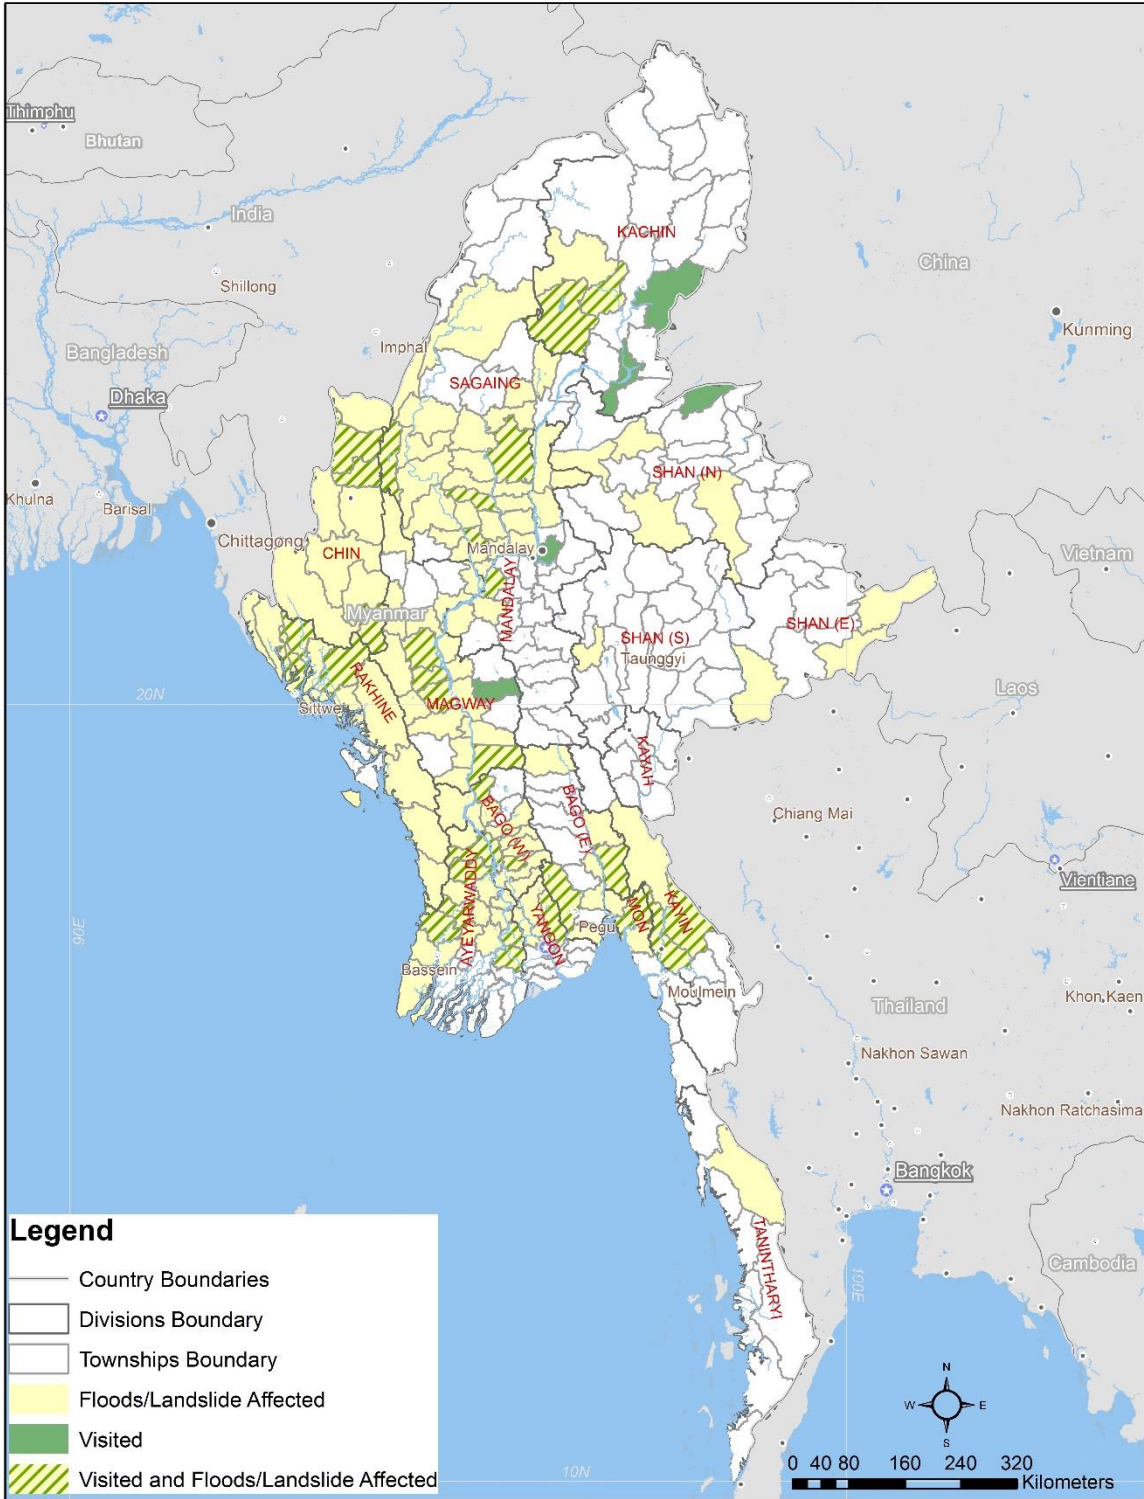 Thimphu
Bhutan
India
KACHIN
China
Shillong
Kunming
Imphal
Bangladesh
SAGAING
Dhaka
SHAN (N)
Khulna
Barisal
Chittagong
Mandalay
CHIN
Vietnam
MANDALAY
Myanmar
SHAN (E)
SHAN (S)
Taunggyi
Laos
20N
RAKHINE
Sittwe
MAGWAY
KAYAH
BAGO (W)
BAGO (E)
Chiang Mai
Vientiane
AYEYARWADDY
YANGON
MON
KAYIN
Pegu
90E
Bassein
Moulmein
Thailand
Khon Kaen
Nakhon Sawan
Nakhon Ratchasima
Bangkok
TANINTHARYI
Cambodia
100E
10N
Legend
Country Boundaries
Divisions Boundary
Townships Boundary
Floods/Landslide Affected
Visited
Visited and Floods/Landslide Affected
N
W E
S
0 40 80 160 240 320
Kilometers